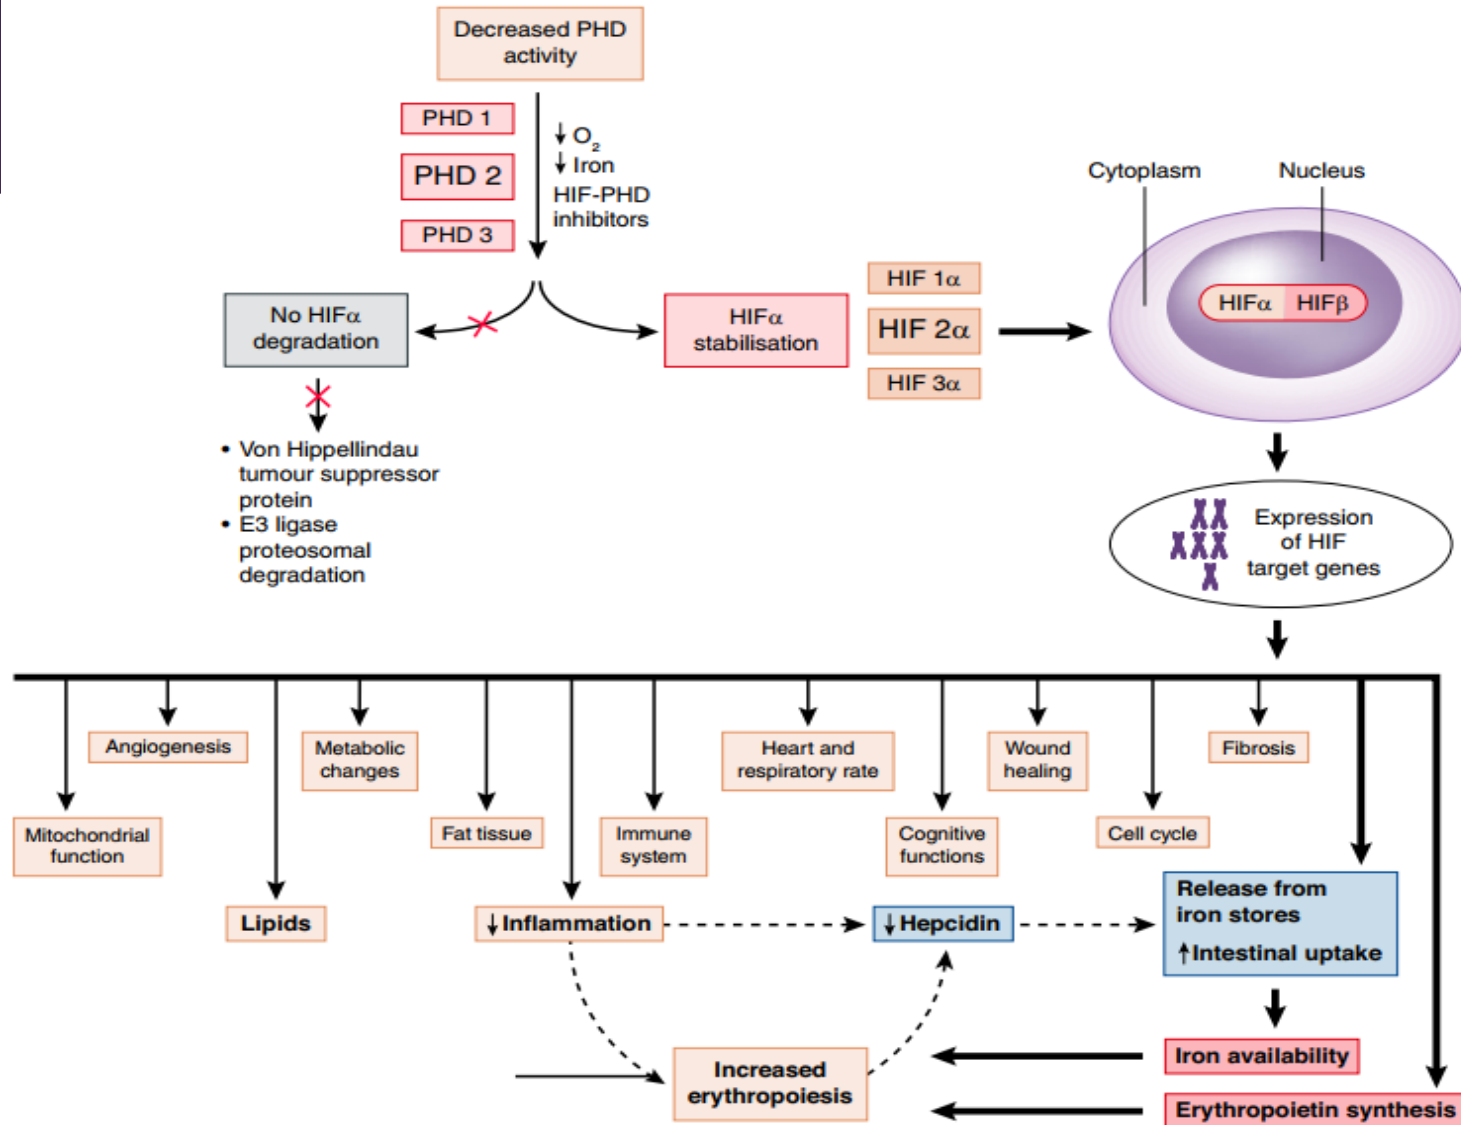 Decreased PHD
activity
PHD 1
PHD 2
PHD 3
↓ O₂
↓ Iron
HIF-PHD
inhibitors
Cytoplasm
Nucleus
No HIFα
degradation
HIFα
stabilisation
HIF 1α
HIF 2α
HIF 3α
HIFα HIFβ
• Von Hippellindau
tumour suppressor
protein
• E3 ligase
proteosomal
degradation
Expression
of HIF
target genes
Angiogenesis
Metabolic
changes
Heart and
respiratory rate
Wound
healing
Fibrosis
Mitochondrial
function
Fat tissue
Immune
system
Cognitive
functions
Cell cycle
Lipids
↓Inflammation
↓Hepcidin
Release from
iron stores
↑Intestinal uptake
Increased
erythropoiesis
Iron availability
Erythropoietin synthesis